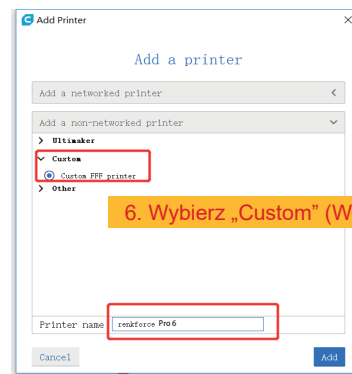 Add Printer
Add a printer
Add a networked printer
Add a non-networked printer
Ultimaker
Custom
Custom FFF printer
Other
6. Wybierz „Custom” (W
Printer name
renkforce Pro 6
Cancel
Add